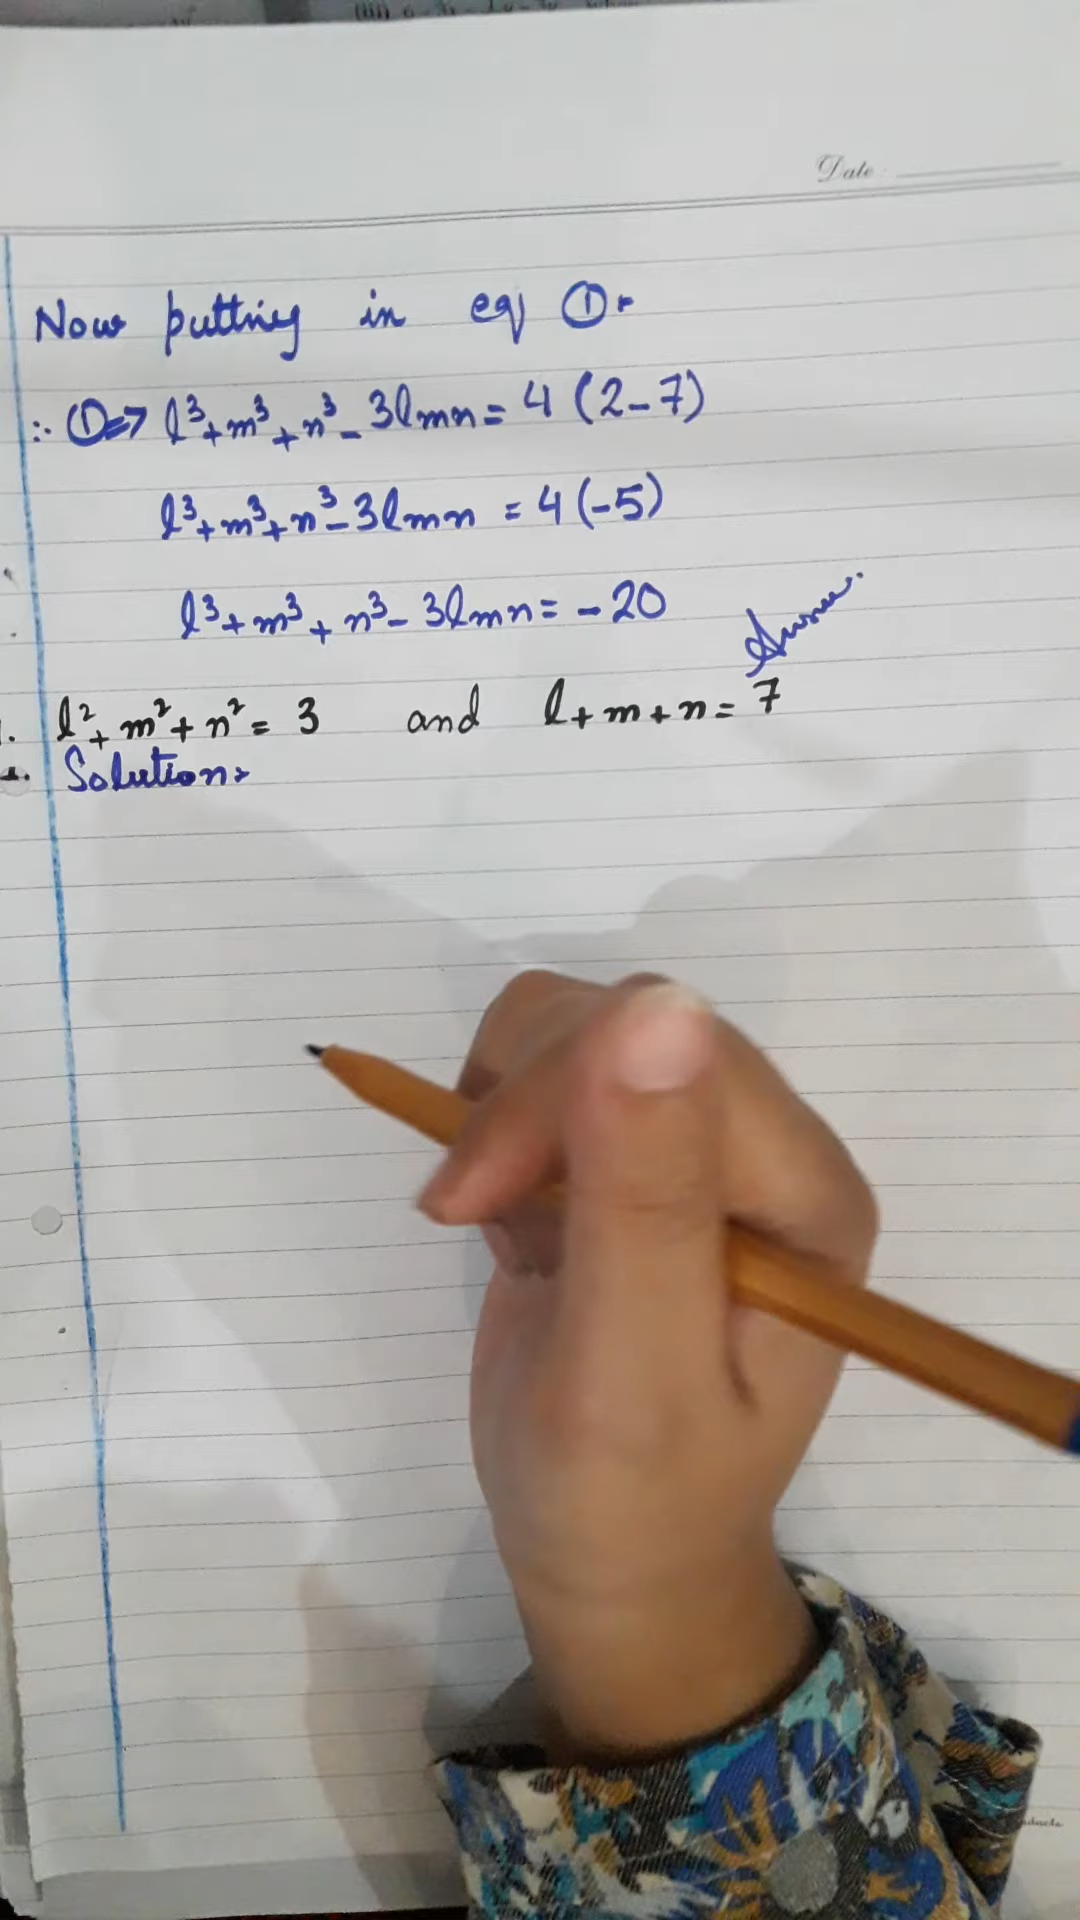 Date:
Now putting in eq ①:
∴ ①=> l³+m³+n³-3lmn = 4(2-7)
l³+m³+n³-3lmn = 4(-5)
l³+m³+n³-3lmn = -20
Answer.
l²+m²+n² = 3 and l+m+n = 7
Solution: